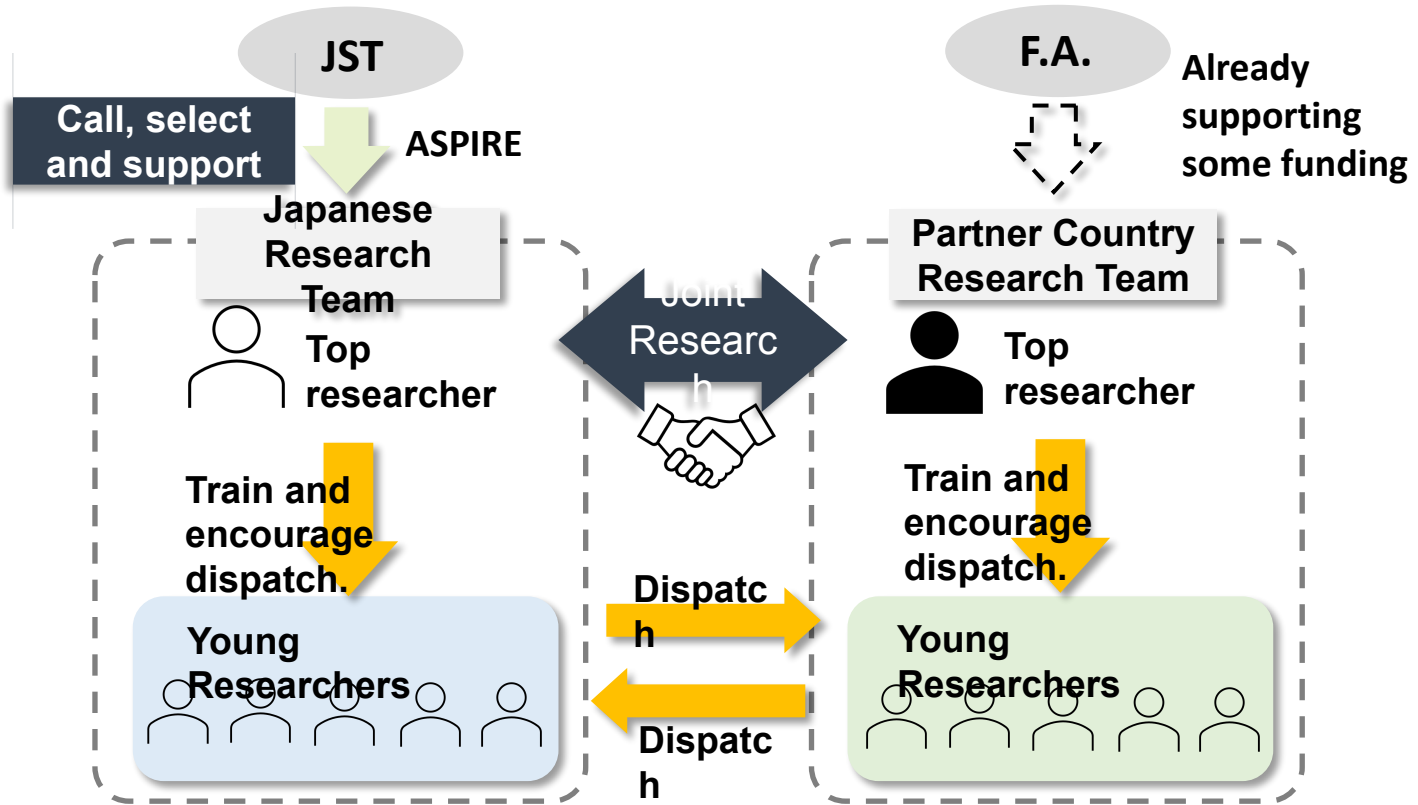 JST
F.A.
Already
supporting
some funding
Call, select
and support
ASPIRE
Japanese
Research
Team
Partner Country
Research Team
Joint
Researc
h
Top
researcher
Top
researcher
Train and
encourage
dispatch.
Train and
encourage
dispatch.
Dispatc
h
Young
Researchers
Young
Researchers
Dispatc
h